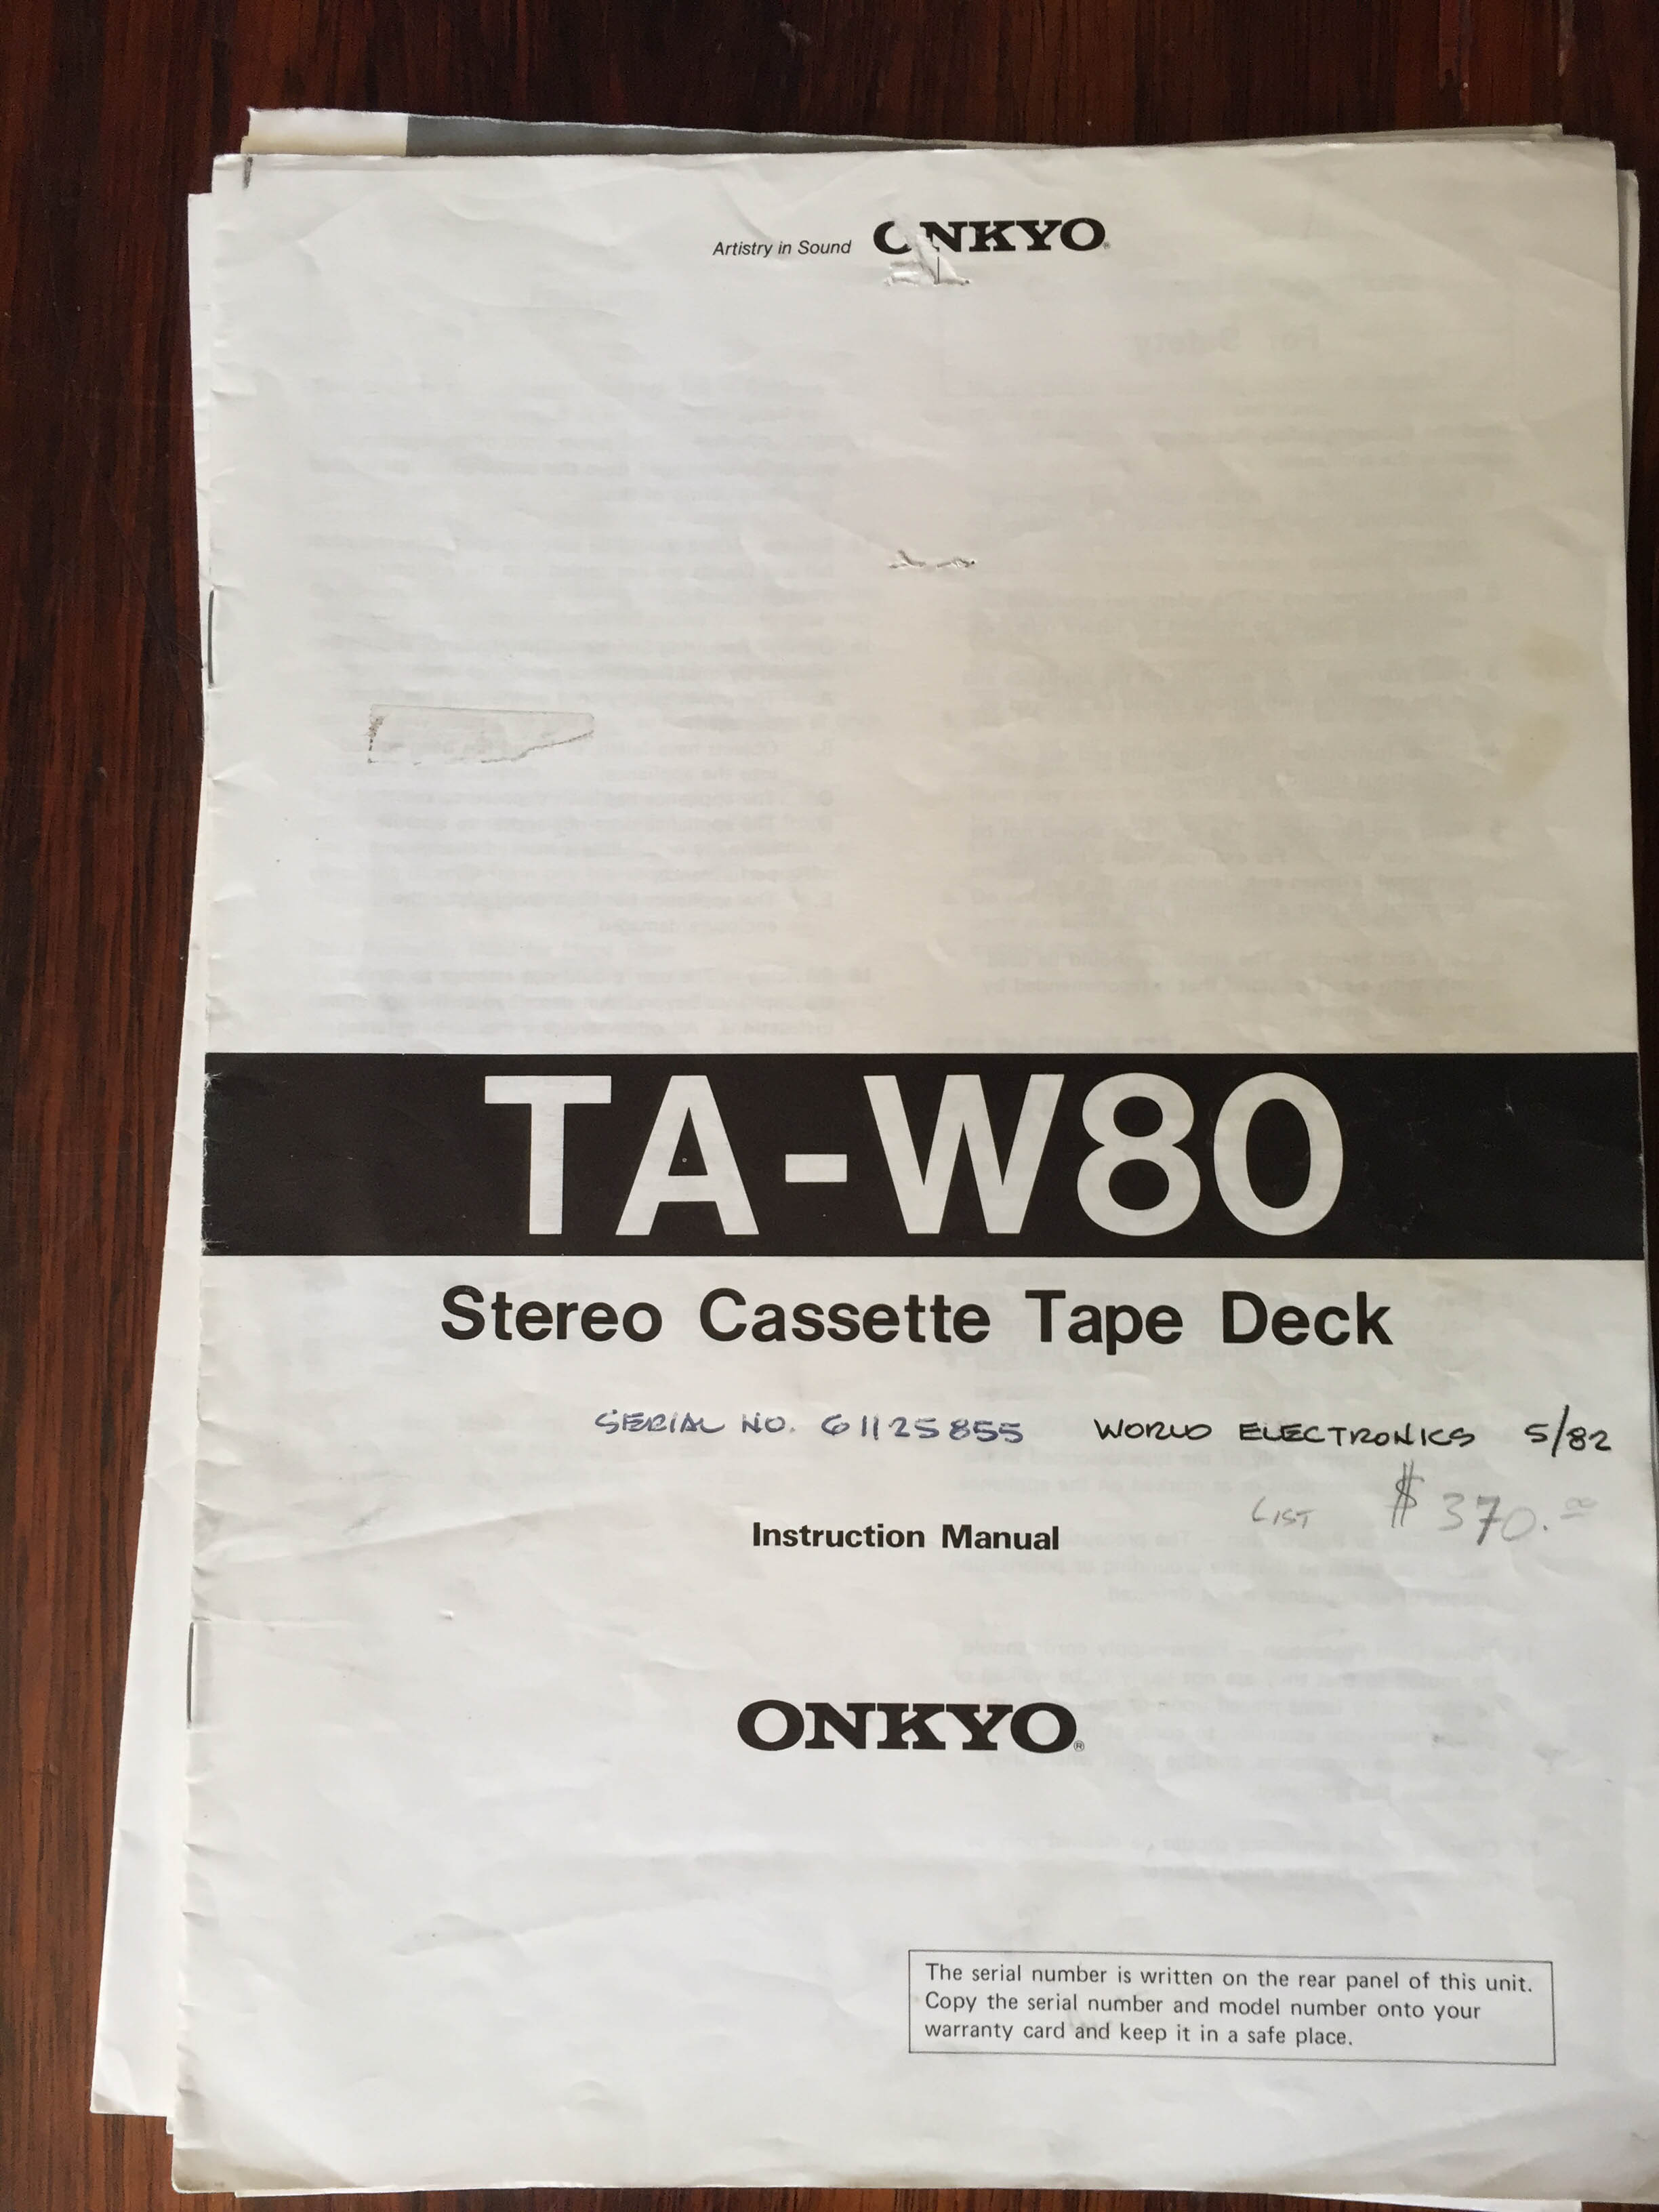 Artistry in Sound ONKYO®
TA-W80
Stereo Cassette Tape Deck
SERIAL NO. 61125855 WORLD ELECTRONICS 5/82
LIST $370.00
Instruction Manual
ONKYO®
The serial number is written on the rear panel of this unit.
Copy the serial number and model number onto your
warranty card and keep it in a safe place.